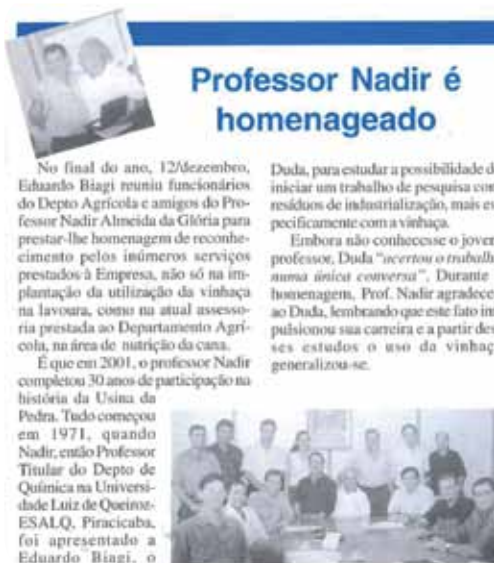 Professor Nadir é
homenageado
No final do ano, 12/dezembro,
Eduardo Biagi reuniu funcionários
do Depto Agrícola e amigos do Pro-
fessor Nadir Almeida da Glória para
prestar-lhe homenagem de reconhe-
cimento pelos inúmeros serviços
prestados à Empresa, não só na im-
plantação da utilização da vinhaça
na lavoura, como na atual assesso-
ria prestada ao Departamento Agrí-
cola, na área de nutrição da cana.
É que em 2001, o professor Nadir
completou 30 anos de participação na
história da Usina da
Pedra. Tudo começou
em 1971, quando
Nadir, então Professor
Titular do Depto de
Química na Universi-
dade Luiz de Queiroz-
ESALQ, Piracicaba,
foi apresentado a
Eduardo Biagi, o
Duda, para estudar a possibilidade d
iniciar um trabalho de pesquisa com
resíduos de industrialização, mais es
pecificamente com a vinhaça.
Embora não conhecesse o jovem
professor, Duda "acertou o trabalh
numa única conversa". Durante
homenagem, Prof. Nadir agradece
ao Duda, lembrando que este fato im
pulsionou sua carreira e a partir des
ses estudos o uso da vinhaç
generalizou-se.